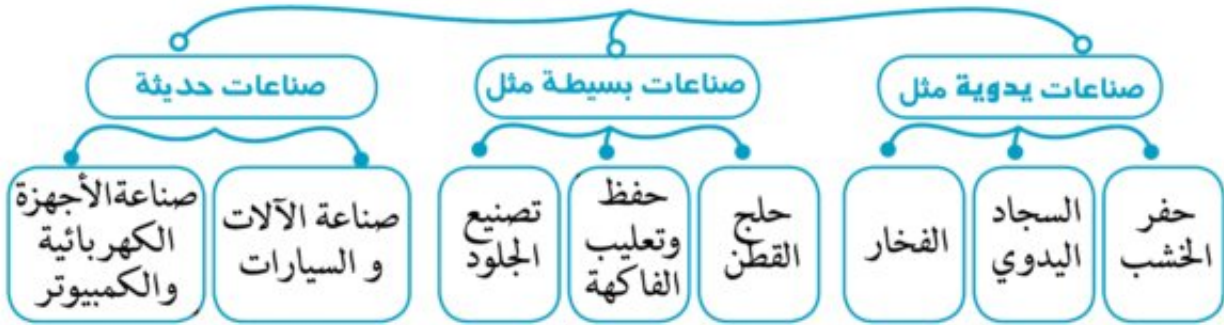 صناعات يدوية مثل
حفر
الخشب
السجاد
اليدوي
الفخار
صناعات بسيطة مثل
حلج
القطن
حفظ
وتعليب
الفاكهة
تصنيع
الجلود
صناعات حديثة
صناعة الآلات
و السيارات
صناعة الأجهزة
الكهربائية
والكمبيوتر